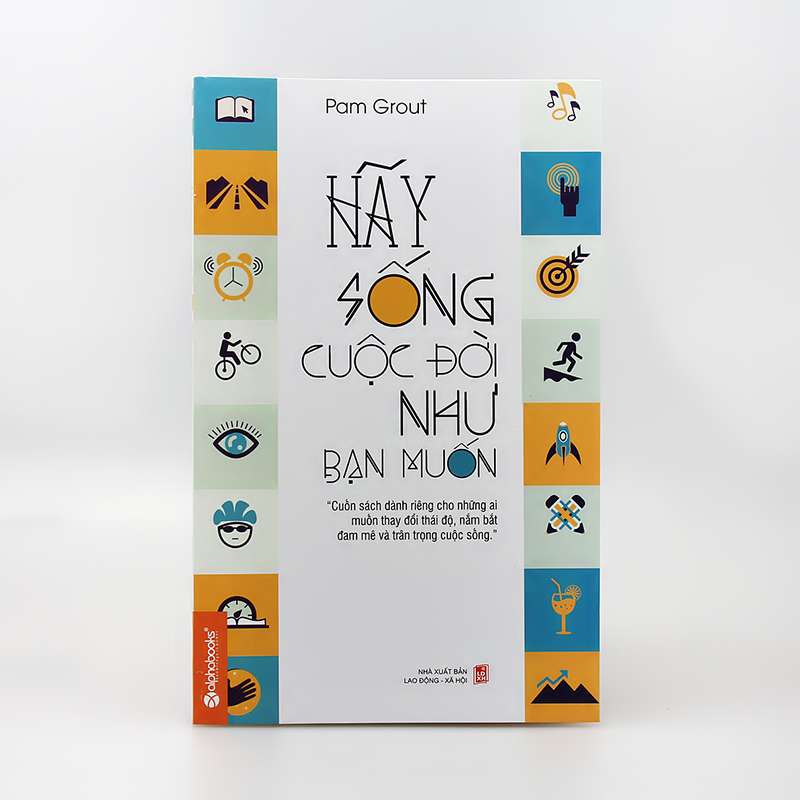 Pam Grout
HÃY
SỐNG
CUỘC ĐỜI
NHƯ
BẠN MUỐN
“Cuốn sách dành riêng cho những ai
muốn thay đổi thái độ, nắm bắt
đam mê và trân trọng cuộc sống.”
alphabooks®
NHÀ XUẤT BẢN
LAO ĐỘNG - XÃ HỘI
LĐ
XH